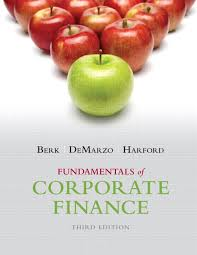 BERK DEMARZO HARFORD
FUNDAMENTALS of
CORPORATE
FINANCE
THIRD EDITION